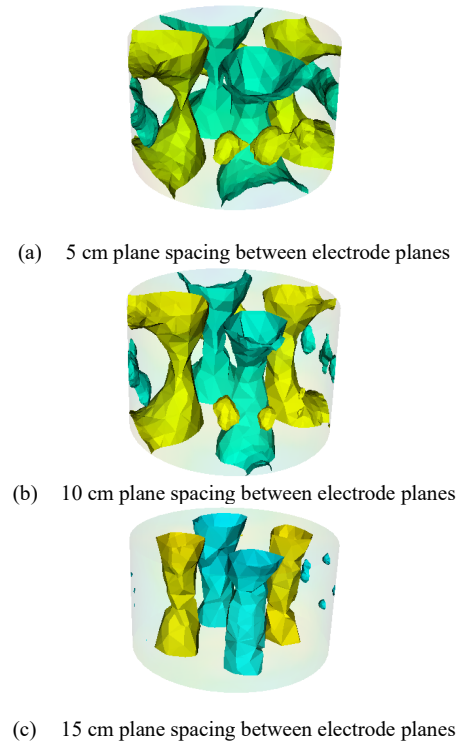 (a) 5 cm plane spacing between electrode planes
(b) 10 cm plane spacing between electrode planes
(c) 15 cm plane spacing between electrode planes